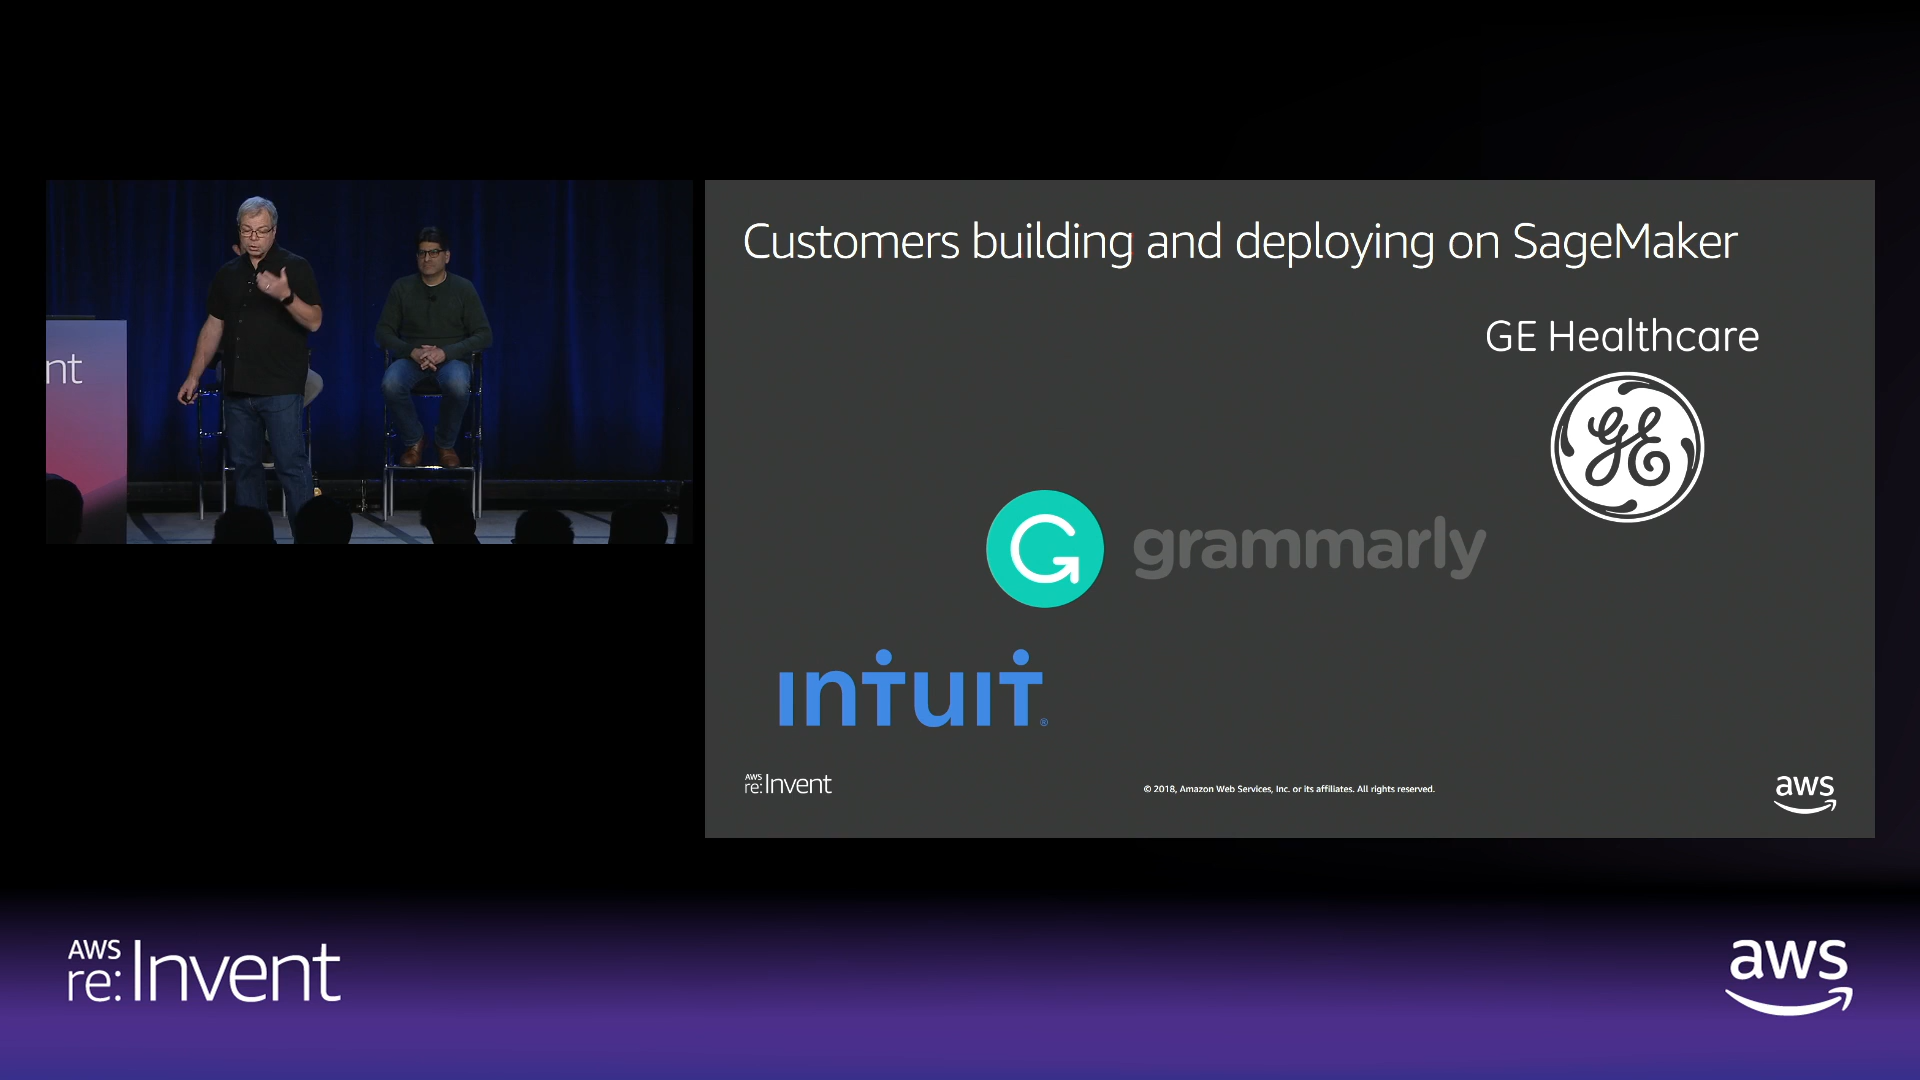 nt
Customers building and deploying on SageMaker
GE Healthcare
GE
G grammarly
intuit®
AWS
re:Invent
© 2018, Amazon Web Services, Inc. or its affiliates. All rights reserved.
aws
AWS
re:Invent
aws